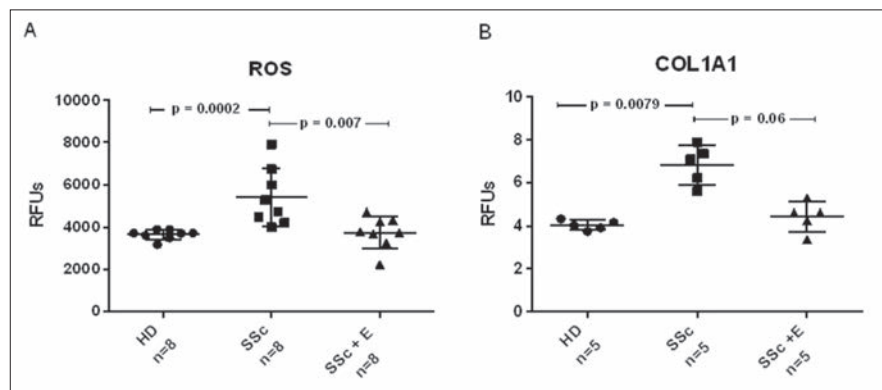 A
ROS
10000
8000
6000
4000
2000
0
RFUs
p = 0.0002
p = 0.007
HD
n=8
SSc
n=8
SSc + E
n=8
B
COL1A1
10
8
6
4
2
0
RFUs
p = 0.0079
p = 0.06
HD
n=5
SSc
n=5
SSc +E
n=5